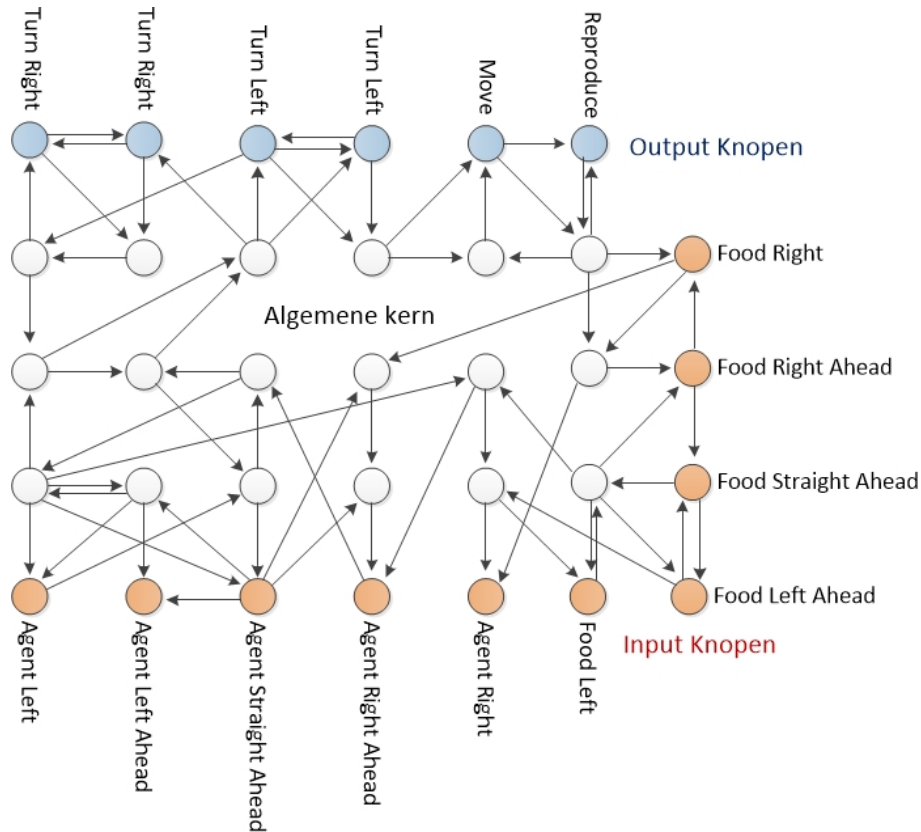 Turn Right
Turn Right
Turn Left
Turn Left
Move
Reproduce
Output Knopen
Food Right
Algemene kern
Food Right Ahead
Food Straight Ahead
Food Left Ahead
Input Knopen
Agent Left
Agent Left Ahead
Agent Straight Ahead
Agent Right Ahead
Agent Right
Food Left